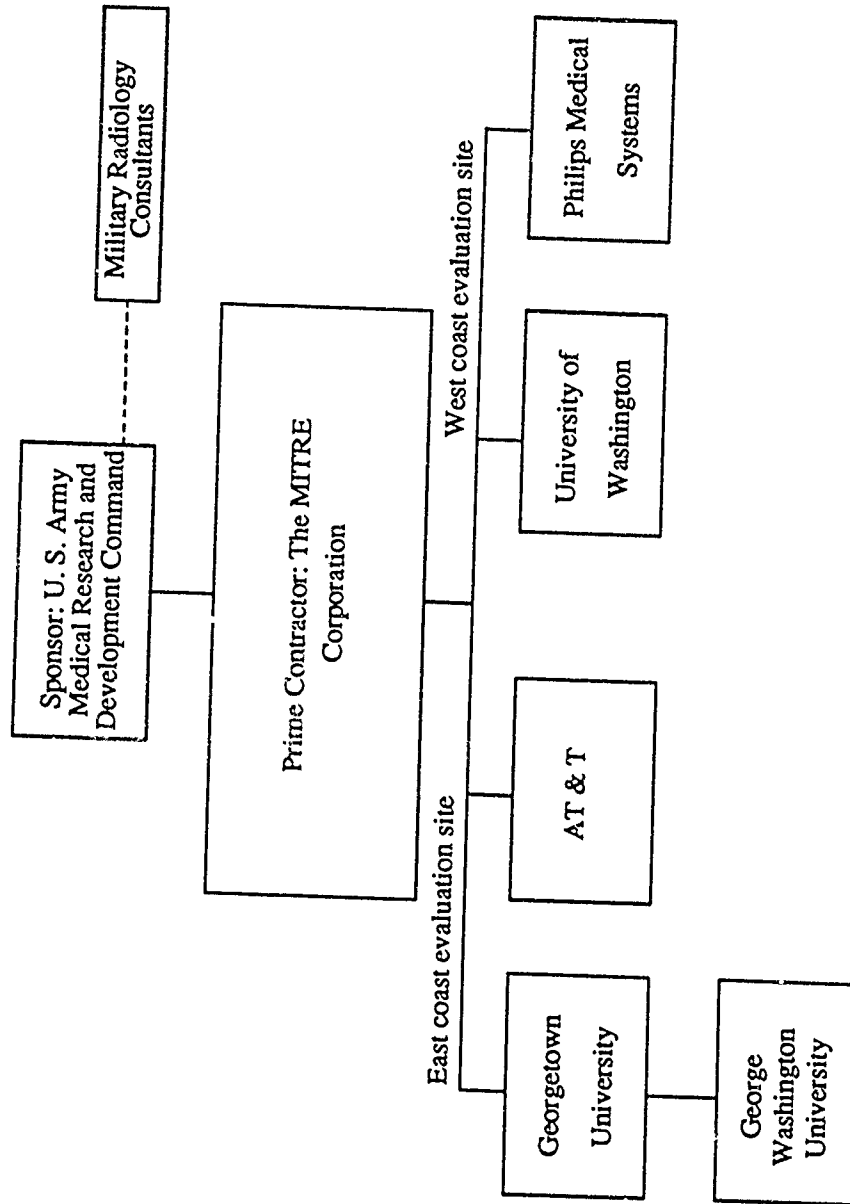 Sponsor: U. S. Army
Medical Research and
Development Command
Military Radiology
Consultants
Prime Contractor: The MITRE
Corporation
East coast evaluation site
West coast evaluation site
Georgetown
University
AT & T
University of
Washington
Philips Medical
Systems
George
Washington
University